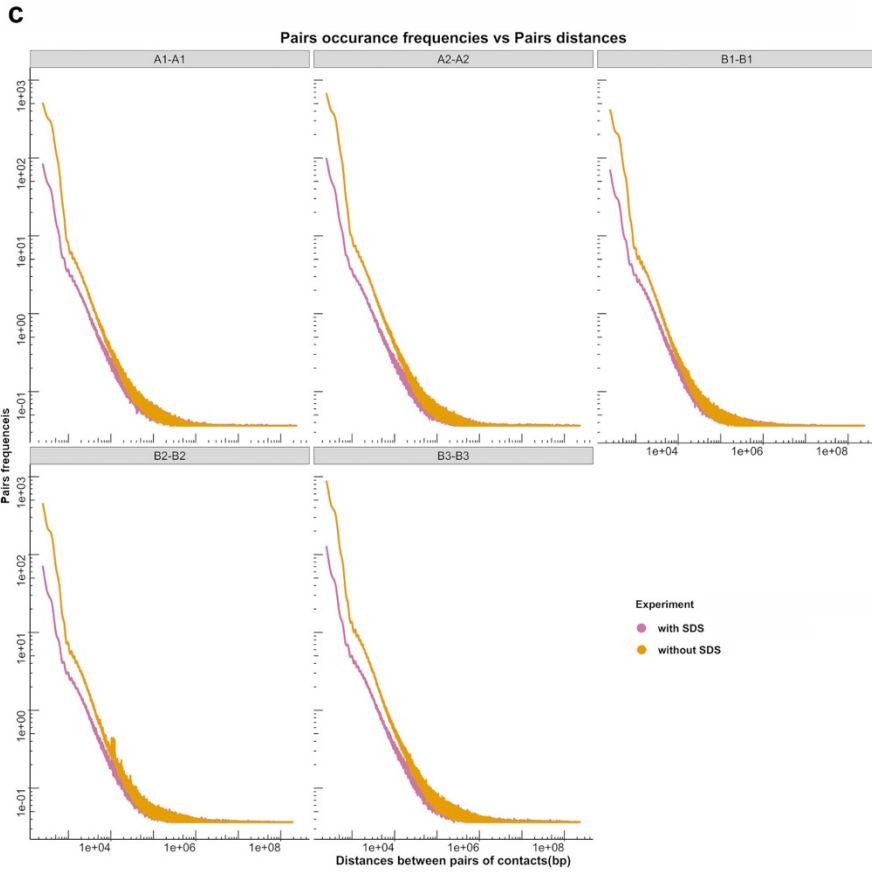 c
Pairs occurance frequencies vs Pairs distances
A1-A1
A2-A2
B1-B1
1e+03
1e+02
1e+01
1e+00
1e-01
1e+04 1e+06 1e+08
Pairs frequenceis
B2-B2
B3-B3
1e+03
1e+02
1e+01
1e+00
1e-01
Experiment
with SDS
without SDS
1e+04 1e+06 1e+08
1e+04 1e+06 1e+08
Distances between pairs of contacts(bp)